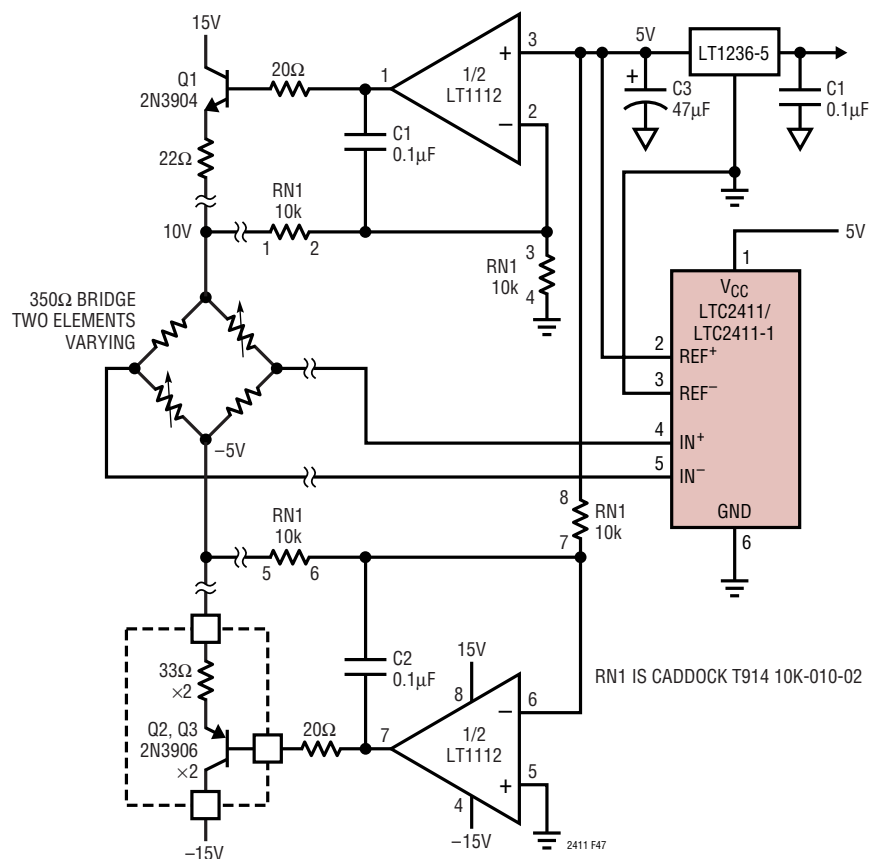 15V
Q1
2N3904
20Ω
1
1/2
LT1112
+
3
−
2
5V
LT1236-5
+
C3
47µF
C1
0.1µF
C1
0.1µF
22Ω
RN1
10k
10V
1
2
RN1
10k
3
4
5V
1
VCC
LTC2411/
LTC2411-1
2
REF+
3
REF−
4
IN+
5
IN−
GND
6
350Ω BRIDGE
TWO ELEMENTS
VARYING
−5V
8
RN1
10k
7
RN1
10k
5
6
C2
0.1µF
33Ω
×2
Q2, Q3
2N3906
×2
20Ω
7
15V
8
1/2
LT1112
−
6
+
5
4
−15V
−15V
RN1 IS CADDOCK T914 10K-010-02
2411 F47